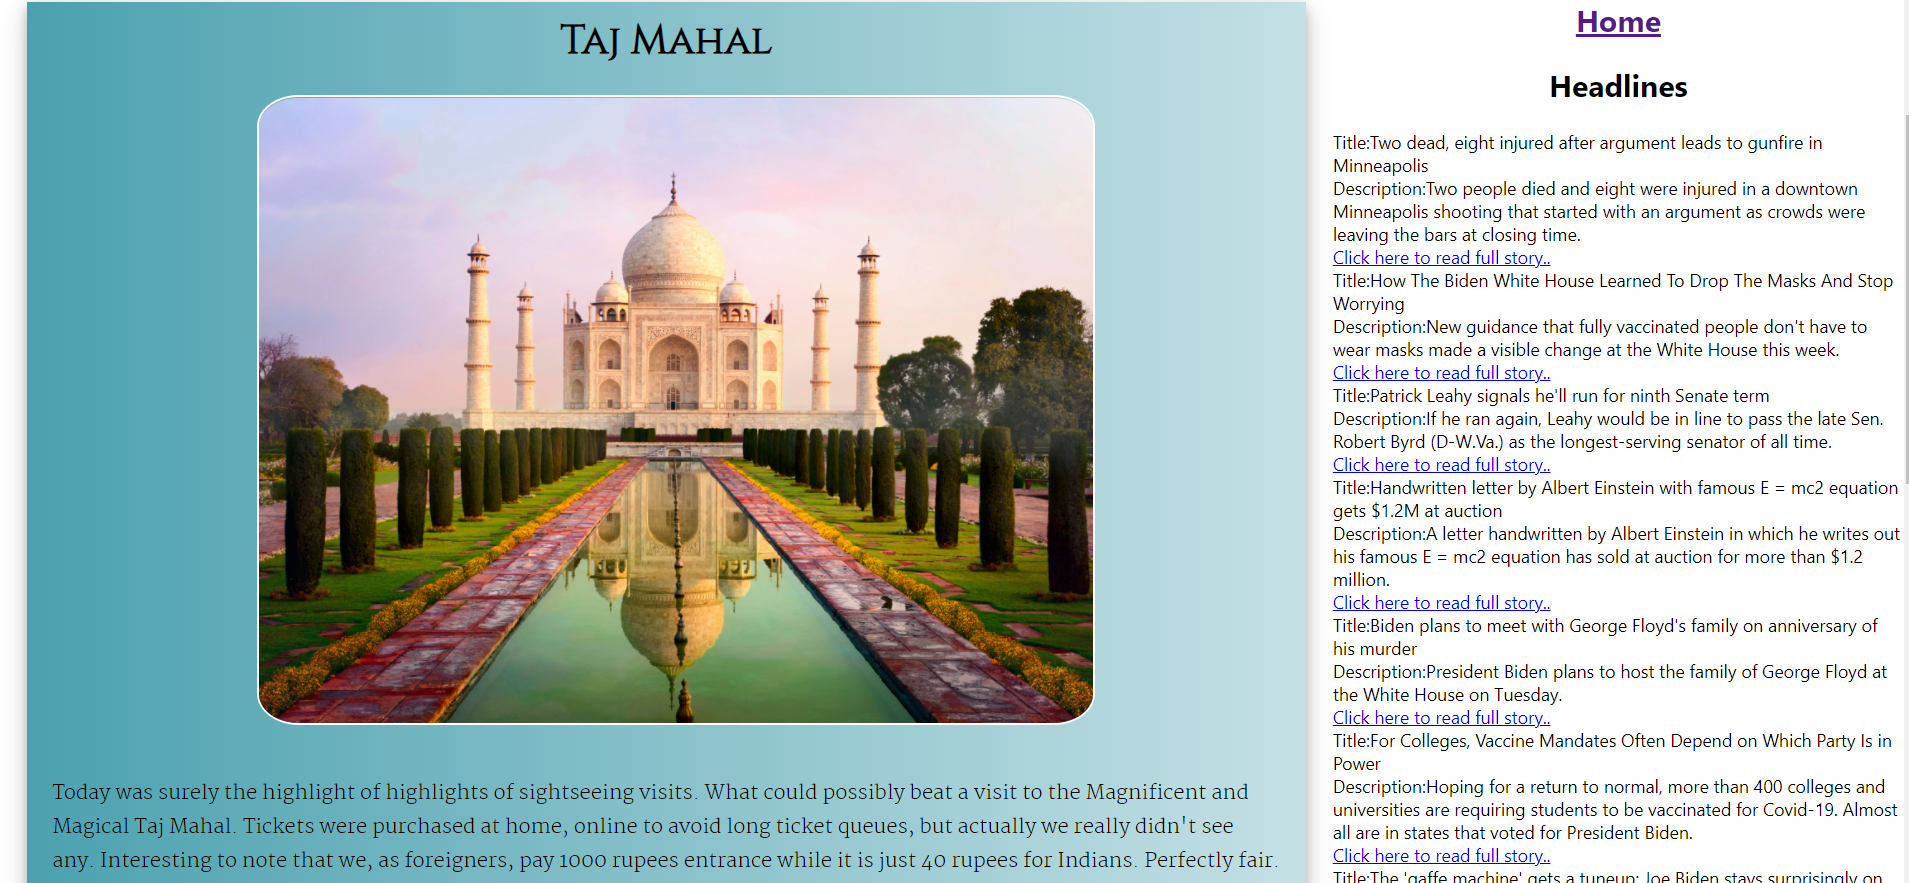 Taj Mahal
Today was surely the highlight of highlights of sightseeing visits. What could possibly beat a visit to the Magnificent and
Magical Taj Mahal. Tickets were purchased at home, online to avoid long ticket queues, but actually we really didn't see
any. Interesting to note that we, as foreigners, pay 1000 rupees entrance while it is just 40 rupees for Indians. Perfectly fair.
Home
Headlines
Title:Two dead, eight injured after argument leads to gunfire in
Minneapolis
Description:Two people died and eight were injured in a downtown
Minneapolis shooting that started with an argument as crowds were
leaving the bars at closing time.
Click here to read full story..
Title:How The Biden White House Learned To Drop The Masks And Stop
Worrying
Description:New guidance that fully vaccinated people don't have to
wear masks made a visible change at the White House this week.
Click here to read full story..
Title:Patrick Leahy signals he'll run for ninth Senate term
Description:If he ran again, Leahy would be in line to pass the late Sen.
Robert Byrd (D-W.Va.) as the longest-serving senator of all time.
Click here to read full story..
Title:Handwritten letter by Albert Einstein with famous E = mc2 equation
gets $1.2M at auction
Description:A letter handwritten by Albert Einstein in which he writes out
his famous E = mc2 equation has sold at auction for more than $1.2
million.
Click here to read full story..
Title:Biden plans to meet with George Floyd's family on anniversary of
his murder
Description:President Biden plans to host the family of George Floyd at
the White House on Tuesday.
Click here to read full story..
Title:For Colleges, Vaccine Mandates Often Depend on Which Party Is in
Power
Description:Hoping for a return to normal, more than 400 colleges and
universities are requiring students to be vaccinated for Covid-19. Almost
all are in states that voted for President Biden.
Click here to read full story..
Title:The 'gaffe machine' gets a tuneup: Joe Biden stays surprisingly on